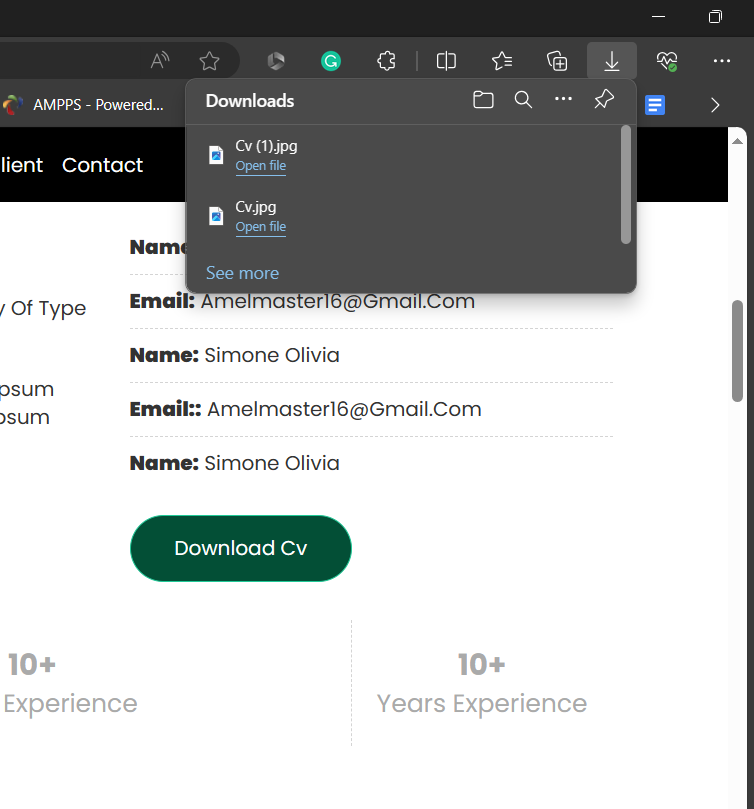 AMPPS - Powered...
Downloads
Cv (1).jpg
Open file
Cv.jpg
Open file
See more
lient Contact
Name
Email: Amelmaster16@Gmail.Com
y Of Type
Name: Simone Olivia
psum
Email:: Amelmaster16@Gmail.Com
psum
Name: Simone Olivia
Download Cv
10+
Experience
10+
Years Experience